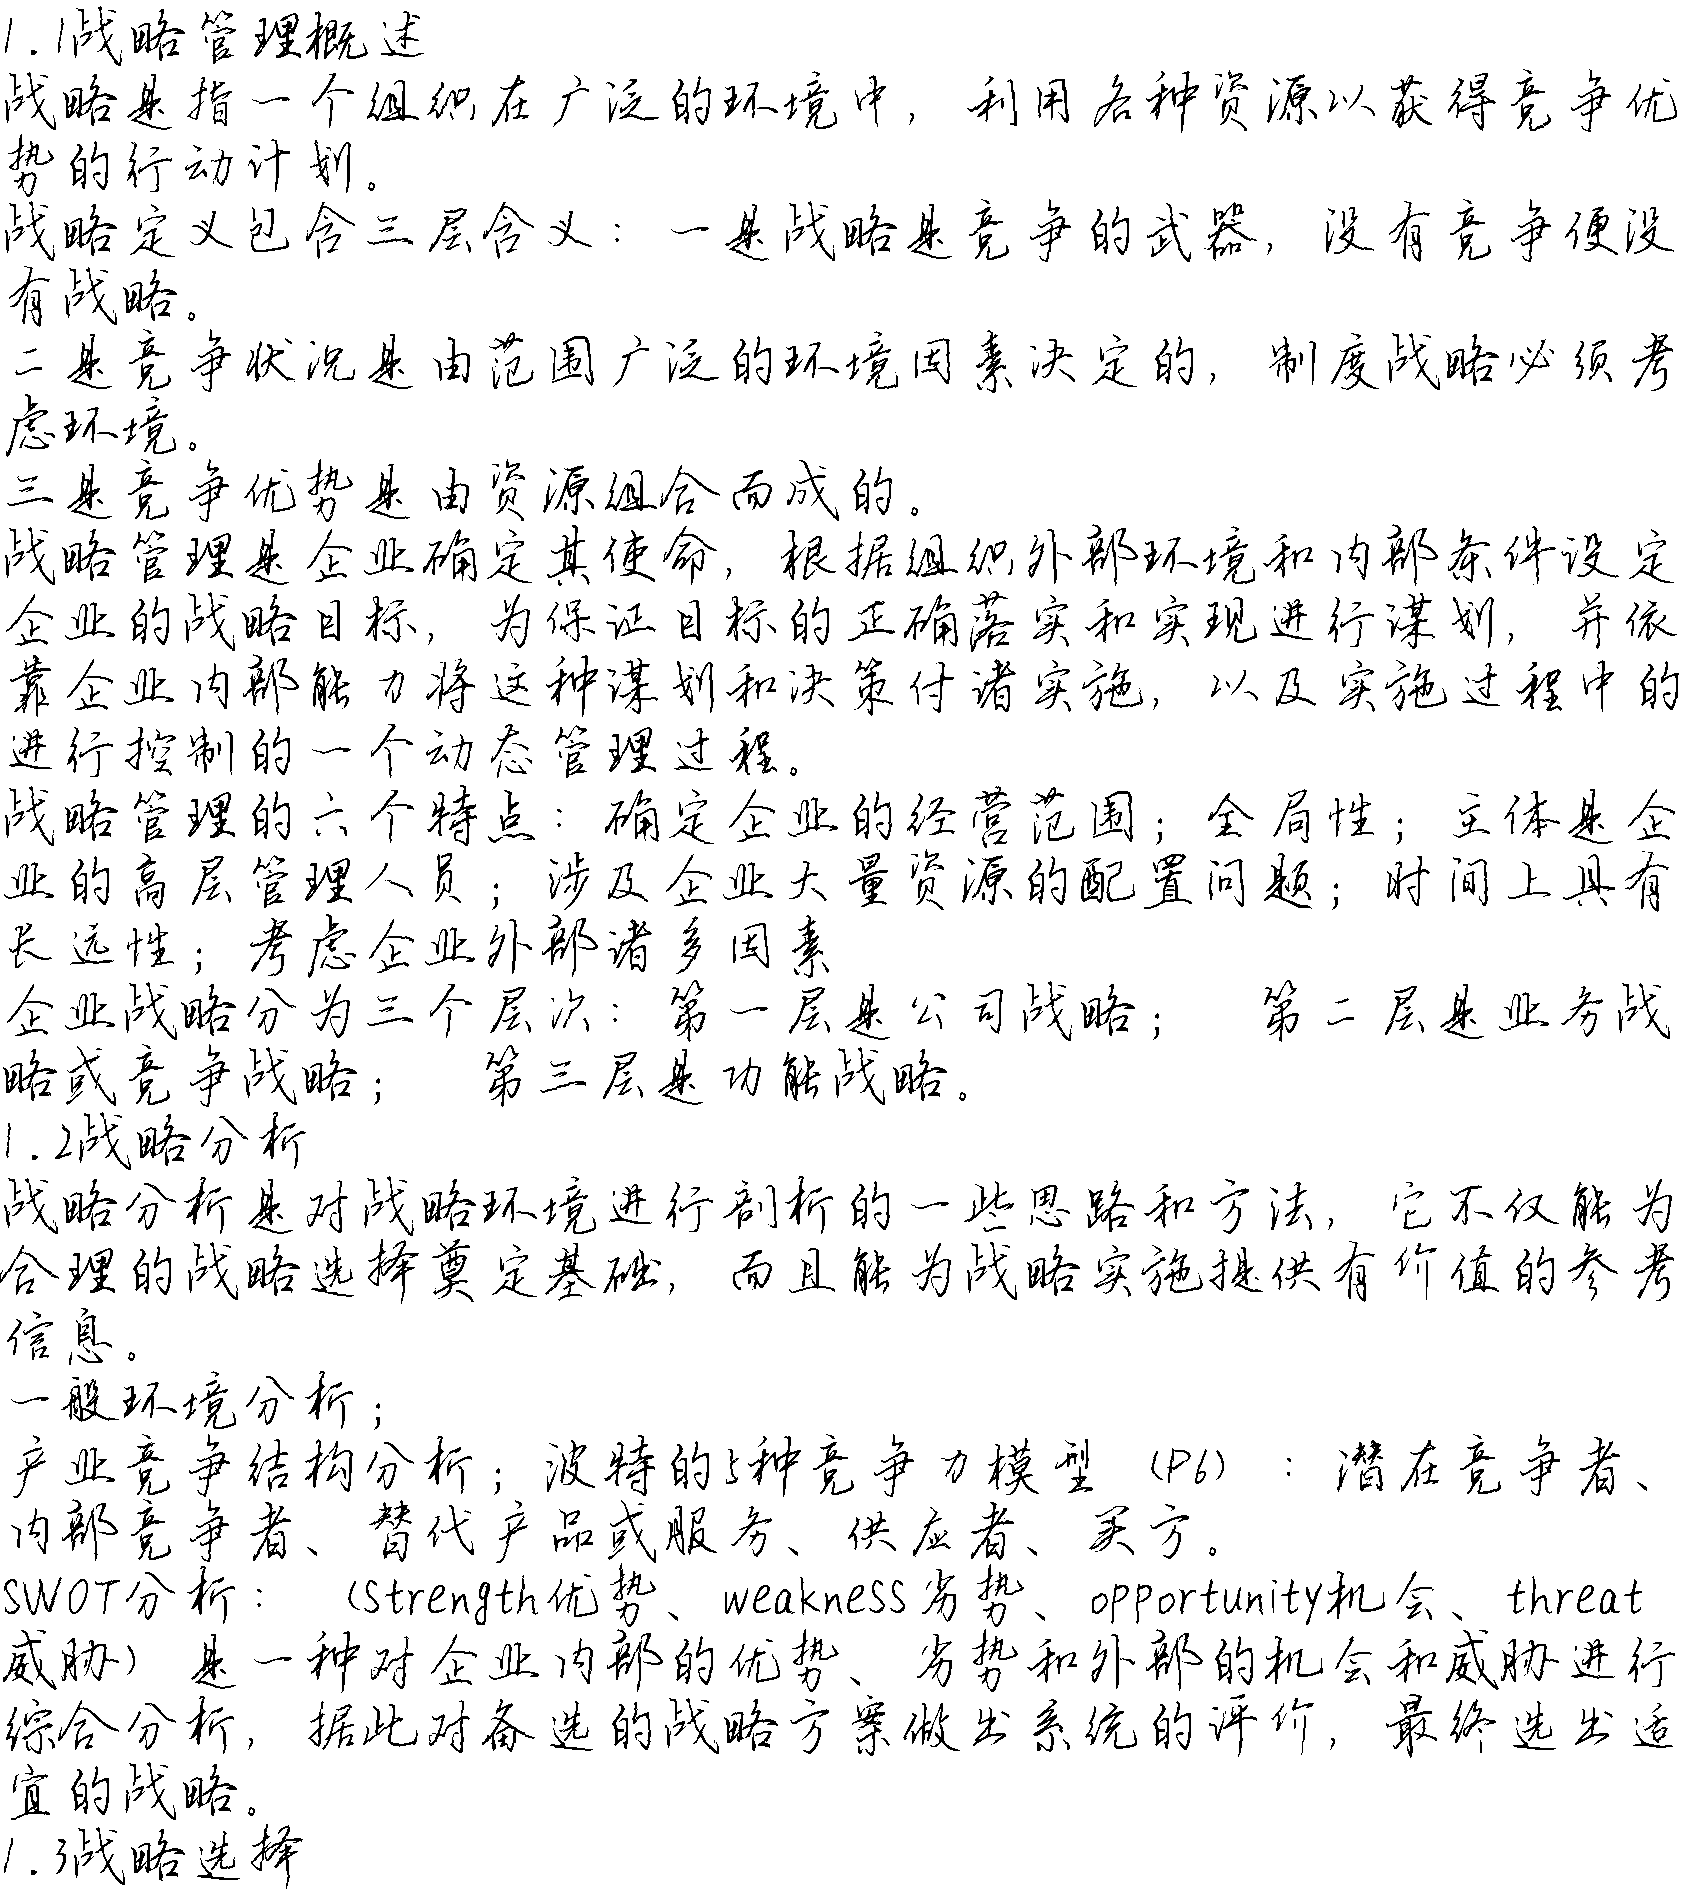 1.1战略管理概述
战略是指一个组织在广泛的环境中，利用各种资源以获得竞争优
势的行动计划。
战略定义包含三层含义：一是战略是竞争的武器，没有竞争便没
有战略。
二是竞争状况是由范围广泛的环境因素决定的，制度战略必须考
虑环境。
三是竞争优势是由资源组合而成的。
战略管理是企业确定其使命，根据组织外部环境和内部条件设定
企业的战略目标，为保证目标的正确落实和实现进行谋划，并依
靠企业内部能力将这种谋划和决策付诸实施，以及实施过程中的
进行控制的一个动态管理过程。
战略管理的六个特点：确定企业的经营范围；全局性；主体是企
业的高层管理人员；涉及企业大量资源的配置问题；时间上具有
长远性；考虑企业外部诸多因素
企业战略分为三个层次：第一层是公司战略； 第二层是业务战
略或竞争战略； 第三层是功能战略。
1.2战略分析
战略分析是对战略环境进行剖析的一些思路和方法，它不仅能为
合理的战略选择奠定基础，而且能为战略实施提供有价值的参考
信息。
一般环境分析；
产业竞争结构分析；波特的5种竞争力模型（P6）：潜在竞争者、
内部竞争者、替代产品或服务、供应者、买方。
SWOT分析：（Strength优势、weakness劣势、opportunity机会、threat
威胁）是一种对企业内部的优势、劣势和外部的机会和威胁进行
综合分析，据此对备选的战略方案做出系统的评价，最终选出适
宜的战略。
1.3战略选择